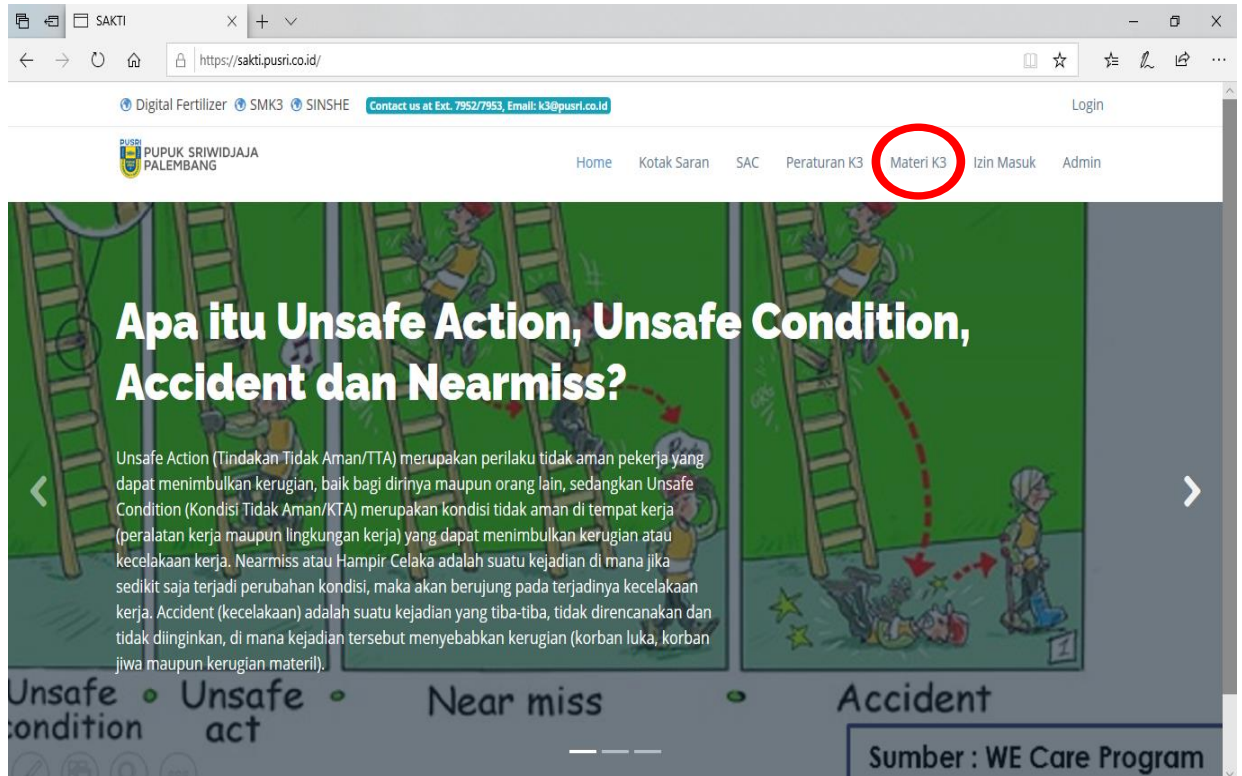 SAKTI
https://sakti.pusri.co.id/
Digital Fertilizer SMK3 SINSHE Contact us at Ext. 7952/7953, Email: k3@pusri.co.id Login
PUSRI
PUPUK SRIWIDJAJA
PALEMBANG
Home Kotak Saran SAC Peraturan K3 Materi K3 Izin Masuk Admin
Apa itu Unsafe Action, Unsafe Condition,
Accident dan Nearmiss?
Unsafe Action (Tindakan Tidak Aman/TTA) merupakan perilaku tidak aman pekerja yang
dapat menimbulkan kerugian, baik bagi dirinya maupun orang lain, sedangkan Unsafe
Condition (Kondisi Tidak Aman/KTA) merupakan kondisi tidak aman di tempat kerja
(peralatan kerja maupun lingkungan kerja) yang dapat menimbulkan kerugian atau
kecelakaan kerja. Nearmiss atau Hampir Celaka adalah suatu kejadian di mana jika
sedikit saja terjadi perubahan kondisi, maka akan berujung pada terjadinya kecelakaan
kerja. Accident (kecelakaan) adalah suatu kejadian yang tiba-tiba, tidak direncanakan dan
tidak diinginkan, di mana kejadian tersebut menyebabkan kerugian (korban luka, korban
jiwa maupun kerugian materil).
1
Unsafe condition
Unsafe act
Near miss
Accident
Sumber : WE Care Program